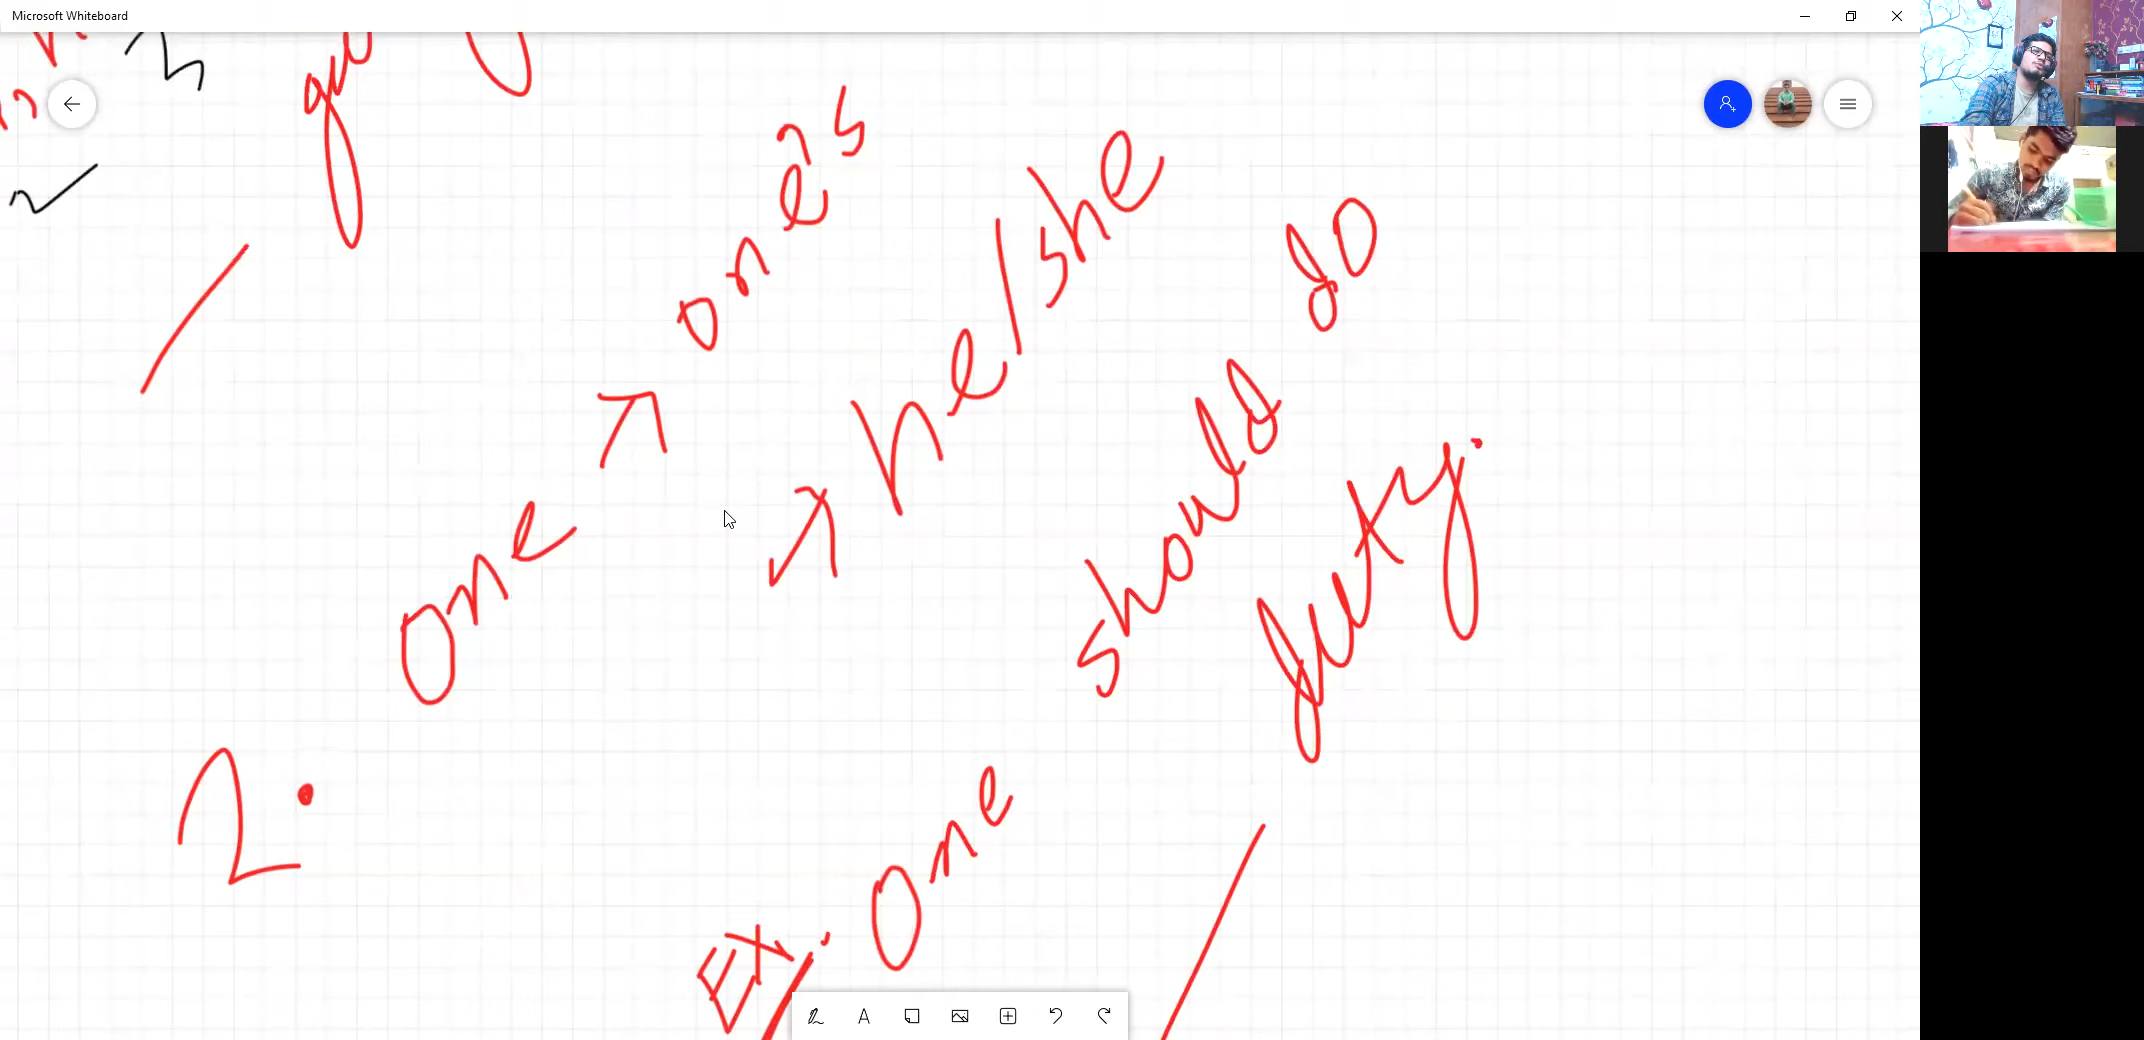 Microsoft Whiteboard
2. One → one's
→ he/she
Ex. One should do
duty.